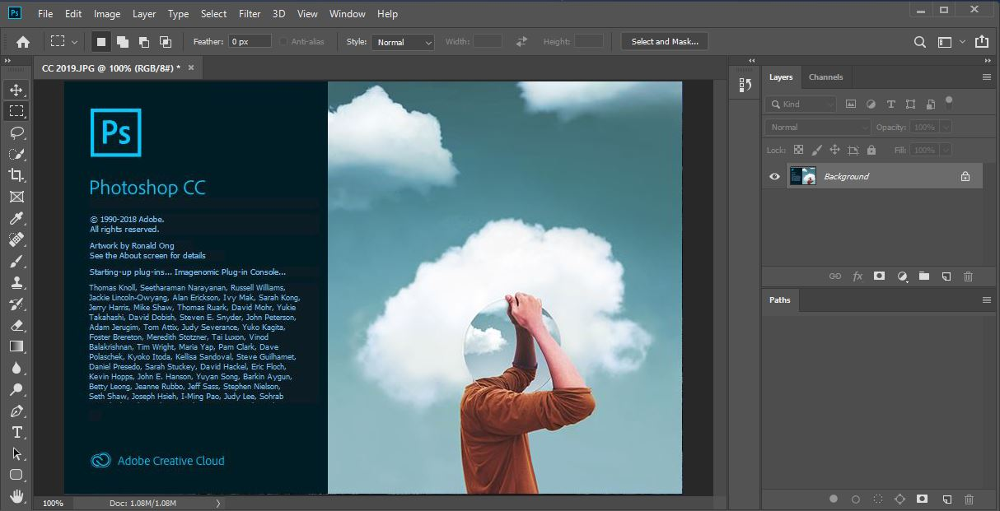 Ps
File Edit Image Layer Type Select Filter 3D View Window Help
Feather: 0 px Anti-alias Style: Normal Width: Height: Select and Mask...
CC 2019.JPG @ 100% (RGB/8#) * ×
Ps
Photoshop CC
© 1990-2018 Adobe.
All rights reserved.
Artwork by Ronald Ong
See the About screen for details
Starting-up plug-ins... Imagenomic Plug-in Console...
Thomas Knoll, Seetharaman Narayanan, Russell Williams,
Jackie Lincoln-Owyang, Alan Erickson, Ivy Mak, Sarah Kong,
Jerry Harris, Mike Shaw, Thomas Ruark, David Mohr, Yukie
Takahashi, David Dobish, Steven E. Snyder, John Peterson,
Adam Jerugim, Tom Attix, Judy Severance, Yuko Kagita,
Foster Brereton, Meredith Stotzner, Tai Luxon, Vinod
Balakrishnan, Tim Wright, Maria Yap, Pam Clark, Dave
Polaschek, Kyoko Itoda, Kellisa Sandoval, Steve Guilhamet,
Daniel Presedo, Sarah Stuckey, David Hackel, Eric Floch,
Kevin Hopps, John E. Hanson, Yuyan Song, Barkin Aygun,
Betty Leong, Jeanne Rubbo, Jeff Sass, Stephen Nielson,
Seth Shaw, Joseph Hsieh, I-Ming Pao, Judy Lee, Sohrab
Adobe Creative Cloud
100% Doc: 1.08M/1.08M
Layers Channels
Kind
Normal Opacity: 100%
Lock: Fill: 100%
Background
fx
Paths